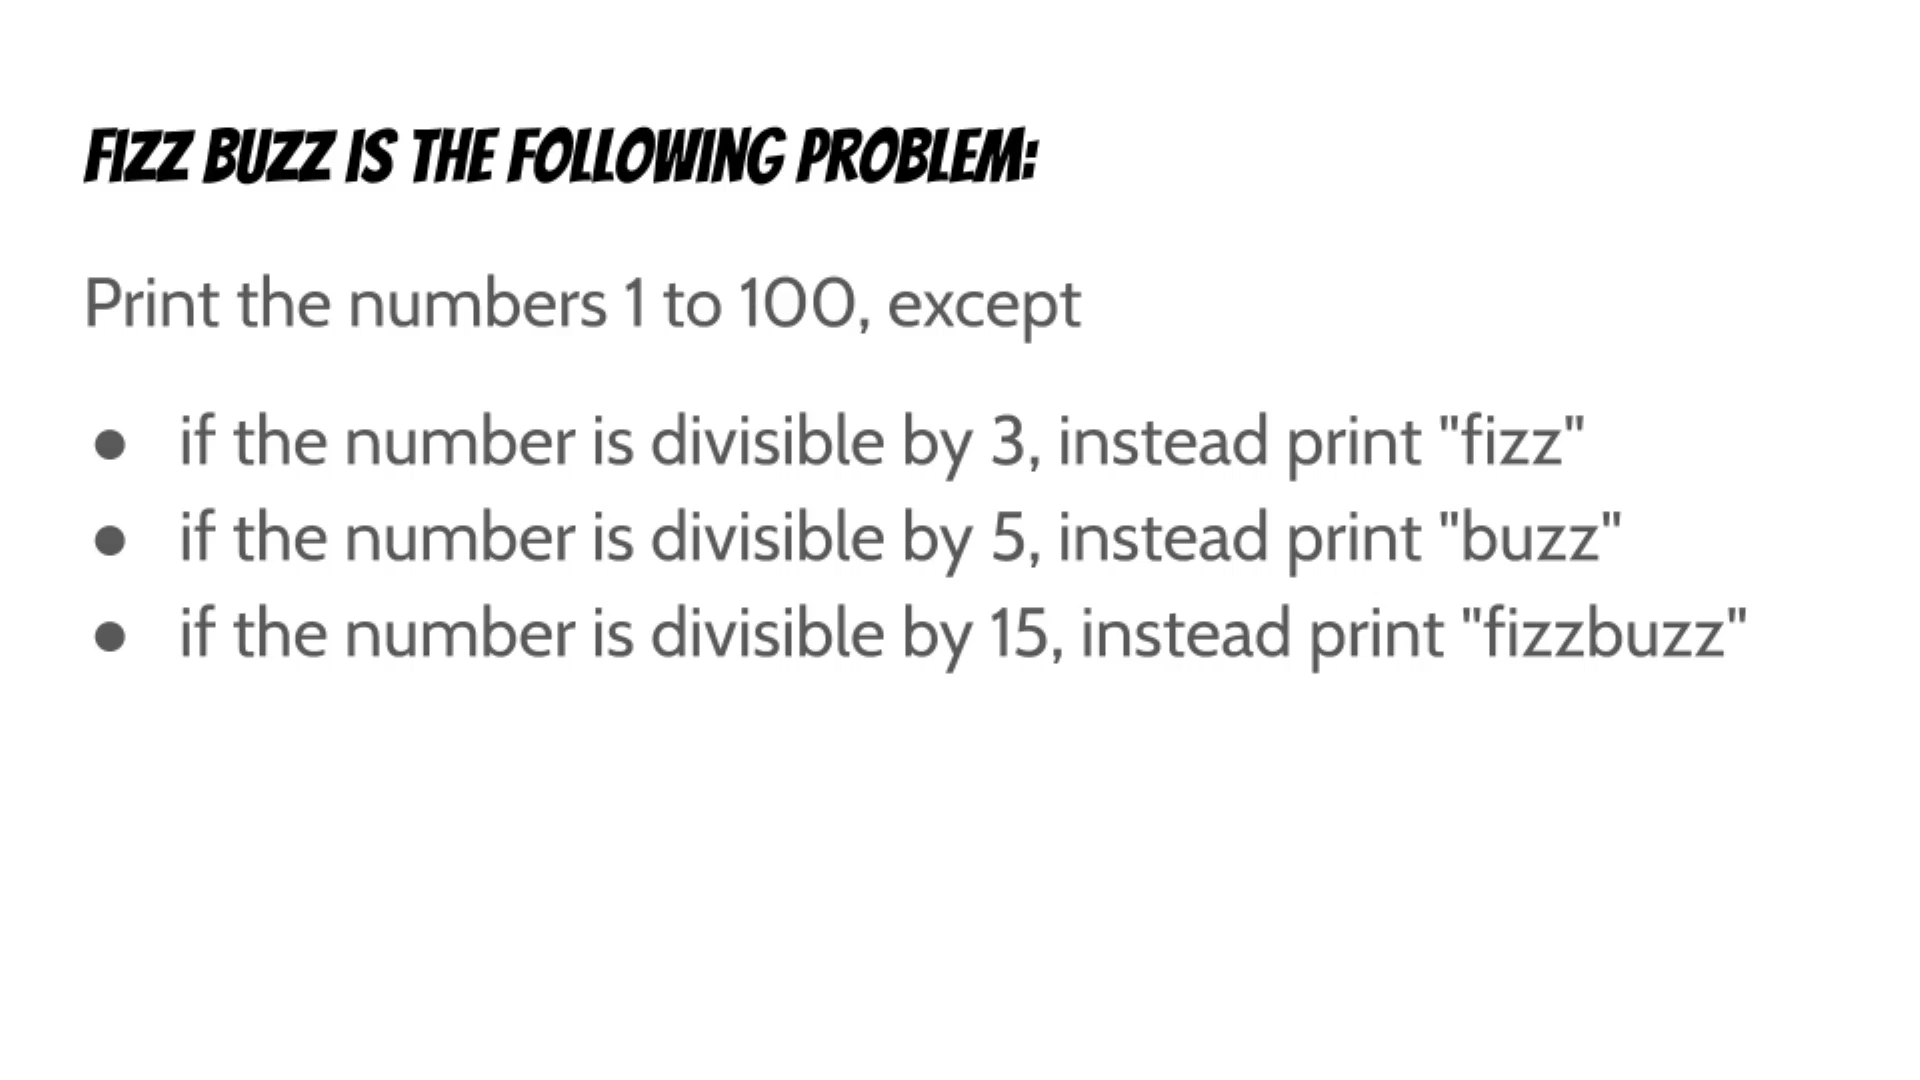 FIZZ BUZZ IS THE FOLLOWING PROBLEM:
Print the numbers 1 to 100, except
● if the number is divisible by 3, instead print "fizz"
● if the number is divisible by 5, instead print "buzz"
● if the number is divisible by 15, instead print "fizzbuzz"